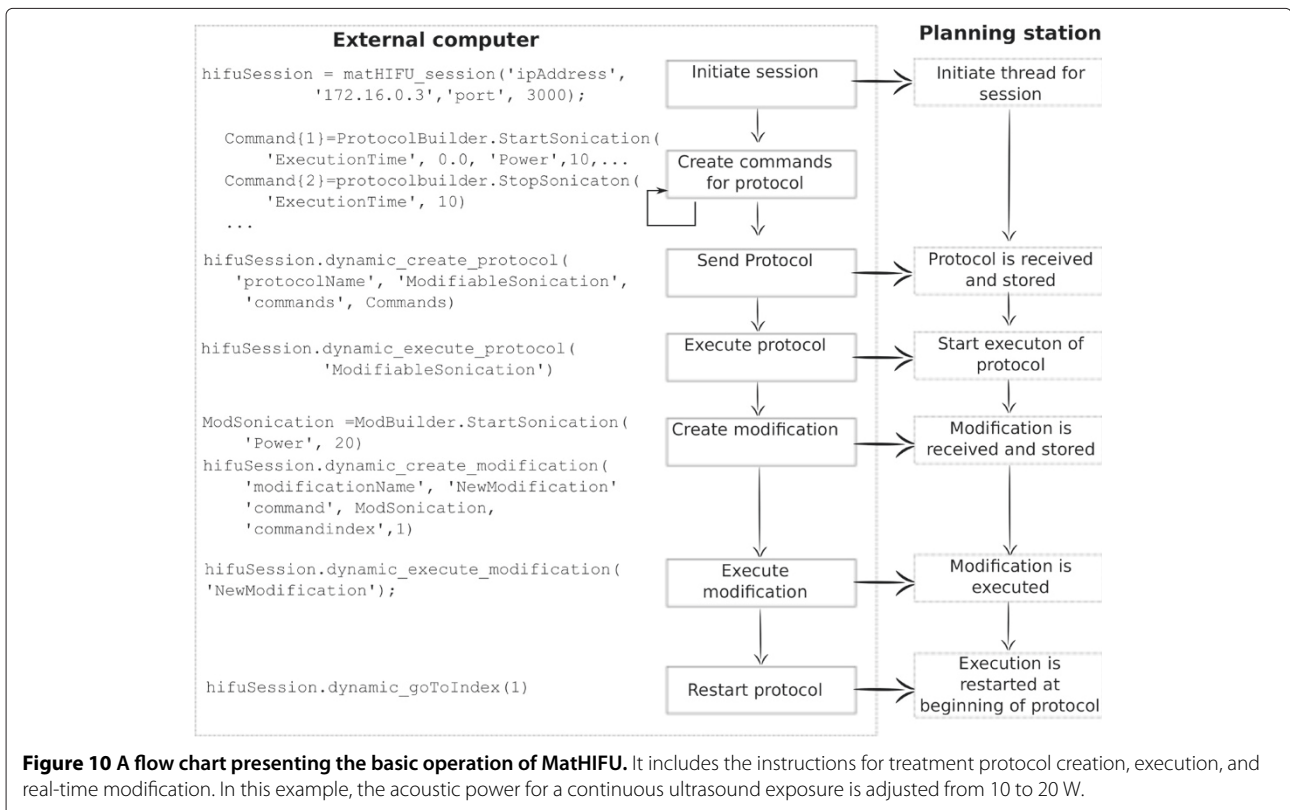 External computer
Planning station
hifuSession = matHIFU_session('ipAddress',
'172.16.0.3','port', 3000);
Initiate session
Initiate thread for
session
Command{1}=ProtocolBuilder.StartSonication(
'ExecutionTime', 0.0, 'Power',10,...
Command{2}=protocolbuilder.StopSonicaton(
'ExecutionTime', 10)
...
Create commands
for protocol
hifuSession.dynamic_create_protocol(
'protocolName', 'ModifiableSonication',
'commands', Commands)
Send Protocol
Protocol is received
and stored
hifuSession.dynamic_execute_protocol(
'ModifiableSonication')
Execute protocol
Start executon of
protocol
ModSonication =ModBuilder.StartSonication(
'Power', 20)
hifuSession.dynamic_create_modification(
'modificationName', 'NewModification'
'command', ModSonication,
'commandindex',1)
Create modification
Modification is
received and stored
hifuSession.dynamic_execute_modification(
'NewModification');
Execute
modification
Modification is
executed
hifuSession.dynamic_goToIndex(1)
Restart protocol
Execution is
restarted at
beginning of protocol
Figure 10 A flow chart presenting the basic operation of MatHIFU. It includes the instructions for treatment protocol creation, execution, and
real-time modification. In this example, the acoustic power for a continuous ultrasound exposure is adjusted from 10 to 20 W.